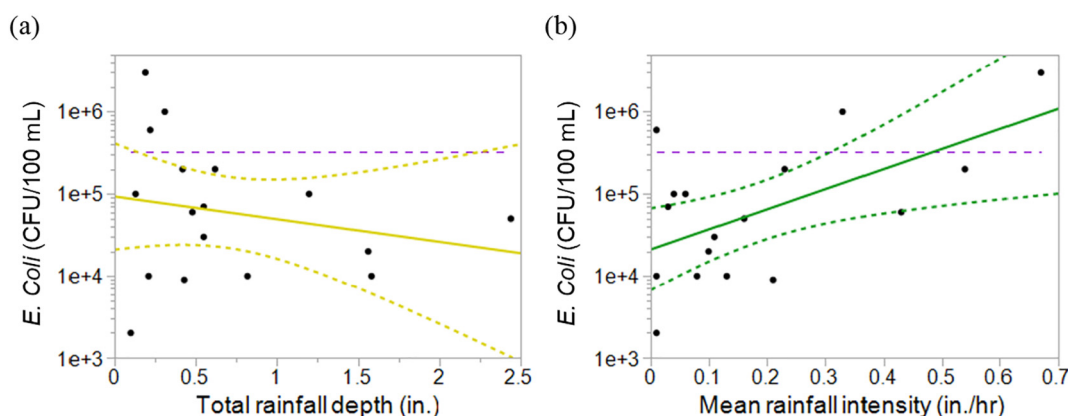 (a)
(b)
E. Coli (CFU/100 mL)
1e+6
1e+5
1e+4
1e+3
0 0.5 1 1.5 2 2.5
Total rainfall depth (in.)
E. Coli (CFU/100 mL)
1e+6
1e+5
1e+4
1e+3
0 0.1 0.2 0.3 0.4 0.5 0.6 0.7
Mean rainfall intensity (in./hr)